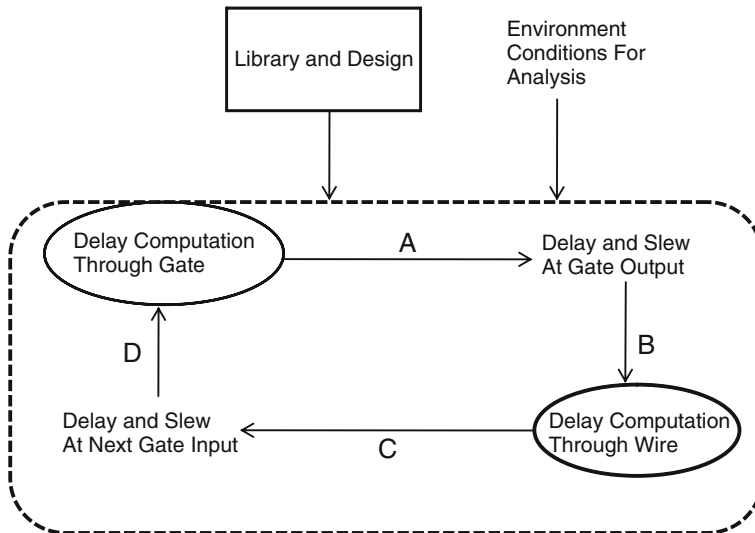 Library and Design
Environment
Conditions For
Analysis
Delay Computation
Through Gate
A
Delay and Slew
At Gate Output
B
D
Delay and Slew
At Next Gate Input
C
Delay Computation
Through Wire